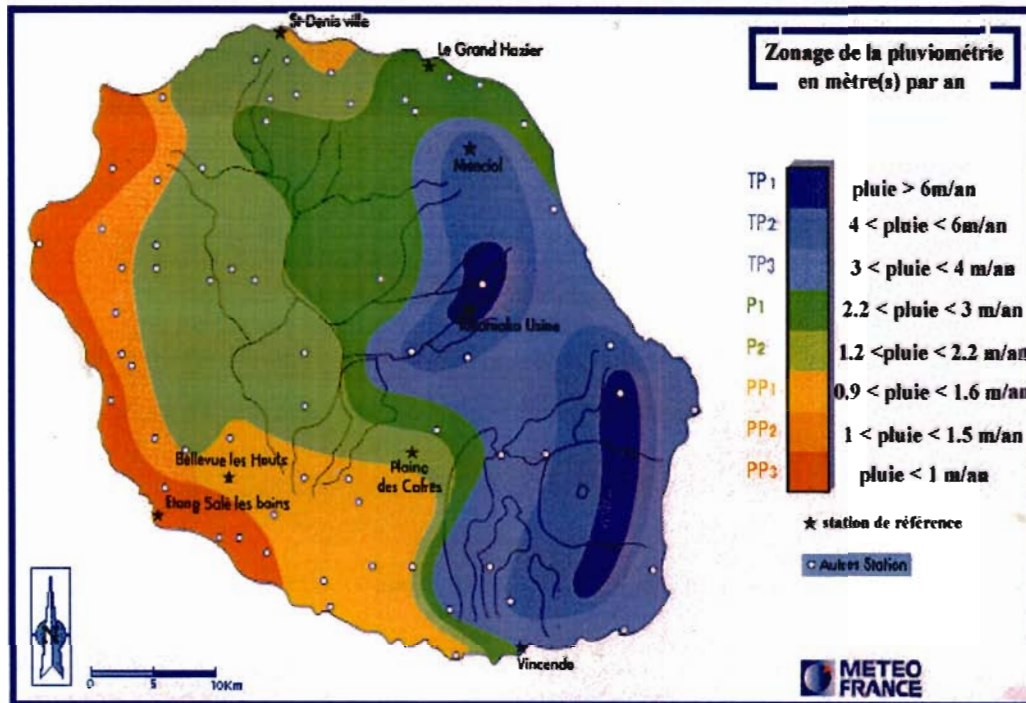 St-Denis ville
Le Grand Hazier
Menciol
Usine
Bellevue les Hauts
Plaine
des Cafres
Etang Salé les bains
Vincendo
N
0 5 10Km
Zonage de la pluviométrie
en mètre(s) par an
TP1 pluie > 6m/an
TP2 4 < pluie < 6m/an
TP3 3 < pluie < 4 m/an
P1 2.2 < pluie < 3 m/an
P2 1.2 <pluie < 2.2 m/an
PP1 0.9 < pluie < 1.6 m/an
PP2 1 < pluie < 1.5 m/an
PP3 pluie < 1 m/an
station de référence
Autres Station
METEO
FRANCE